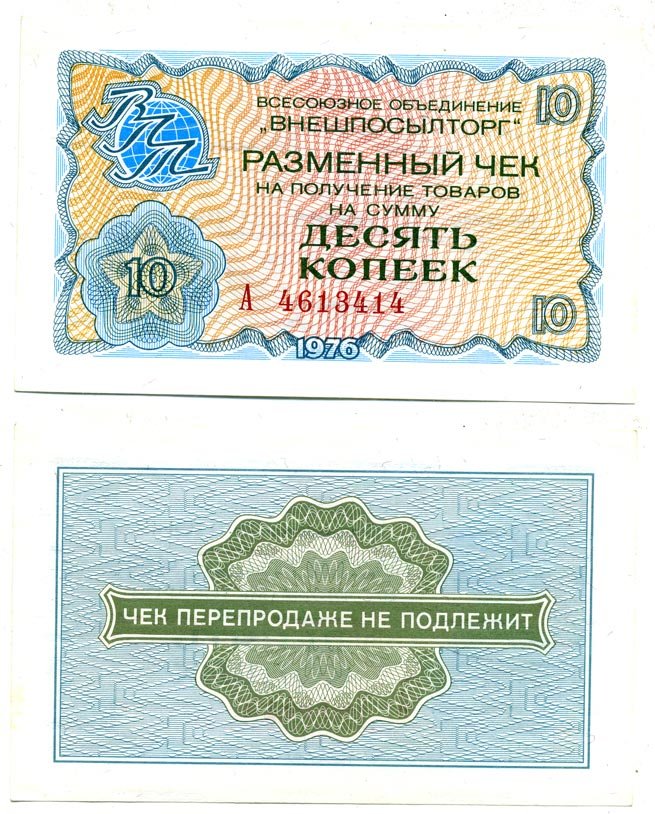 ВПТ
ВСЕСОЮЗНОЕ ОБЪЕДИНЕНИЕ
„ВНЕШПОСЫЛТОРГ“
10
РАЗМЕННЫЙ ЧЕК
НА ПОЛУЧЕНИЕ ТОВАРОВ
НА СУММУ
ДЕСЯТЬ
КОПЕЕК
10
А 4613414
10
1976
ЧЕК ПЕРЕПРОДАЖЕ НЕ ПОДЛЕЖИТ